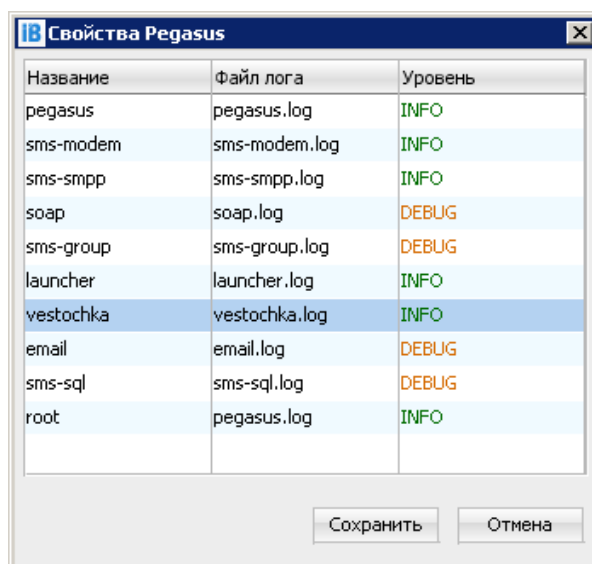 iB Свойства Pegasus
Название Файл лога Уровень
pegasus pegasus.log INFO
sms-modem sms-modem.log INFO
sms-smpp sms-smpp.log INFO
soap soap.log DEBUG
sms-group sms-group.log DEBUG
launcher launcher.log INFO
vestochka vestochka.log INFO
email email.log DEBUG
sms-sql sms-sql.log DEBUG
root pegasus.log INFO
Сохранить Отмена